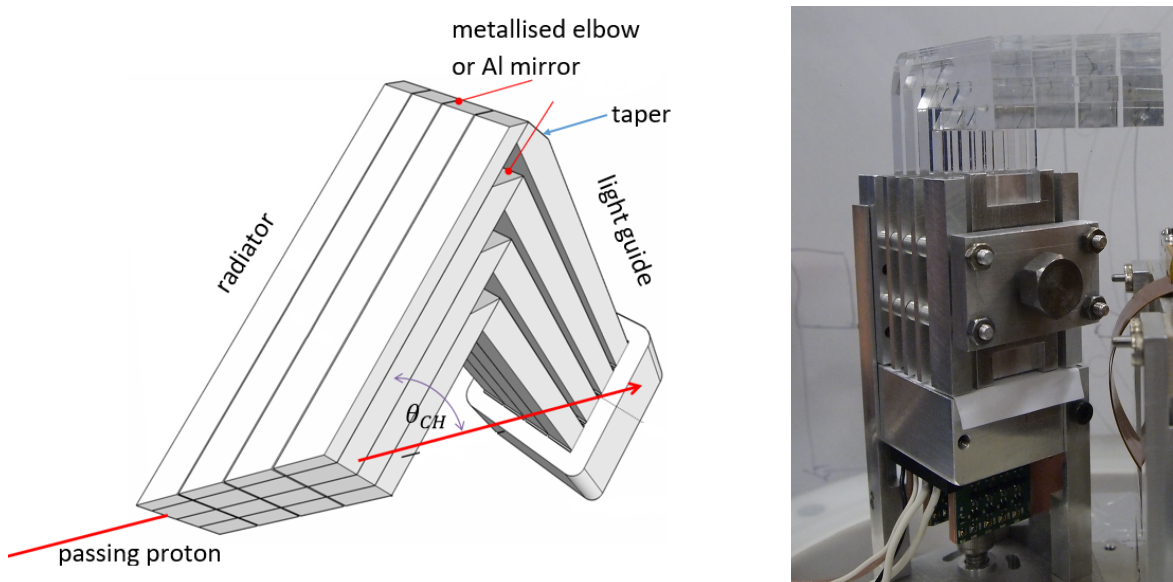 metallised elbow
or Al mirror
taper
radiator
light guide
θCH
passing proton